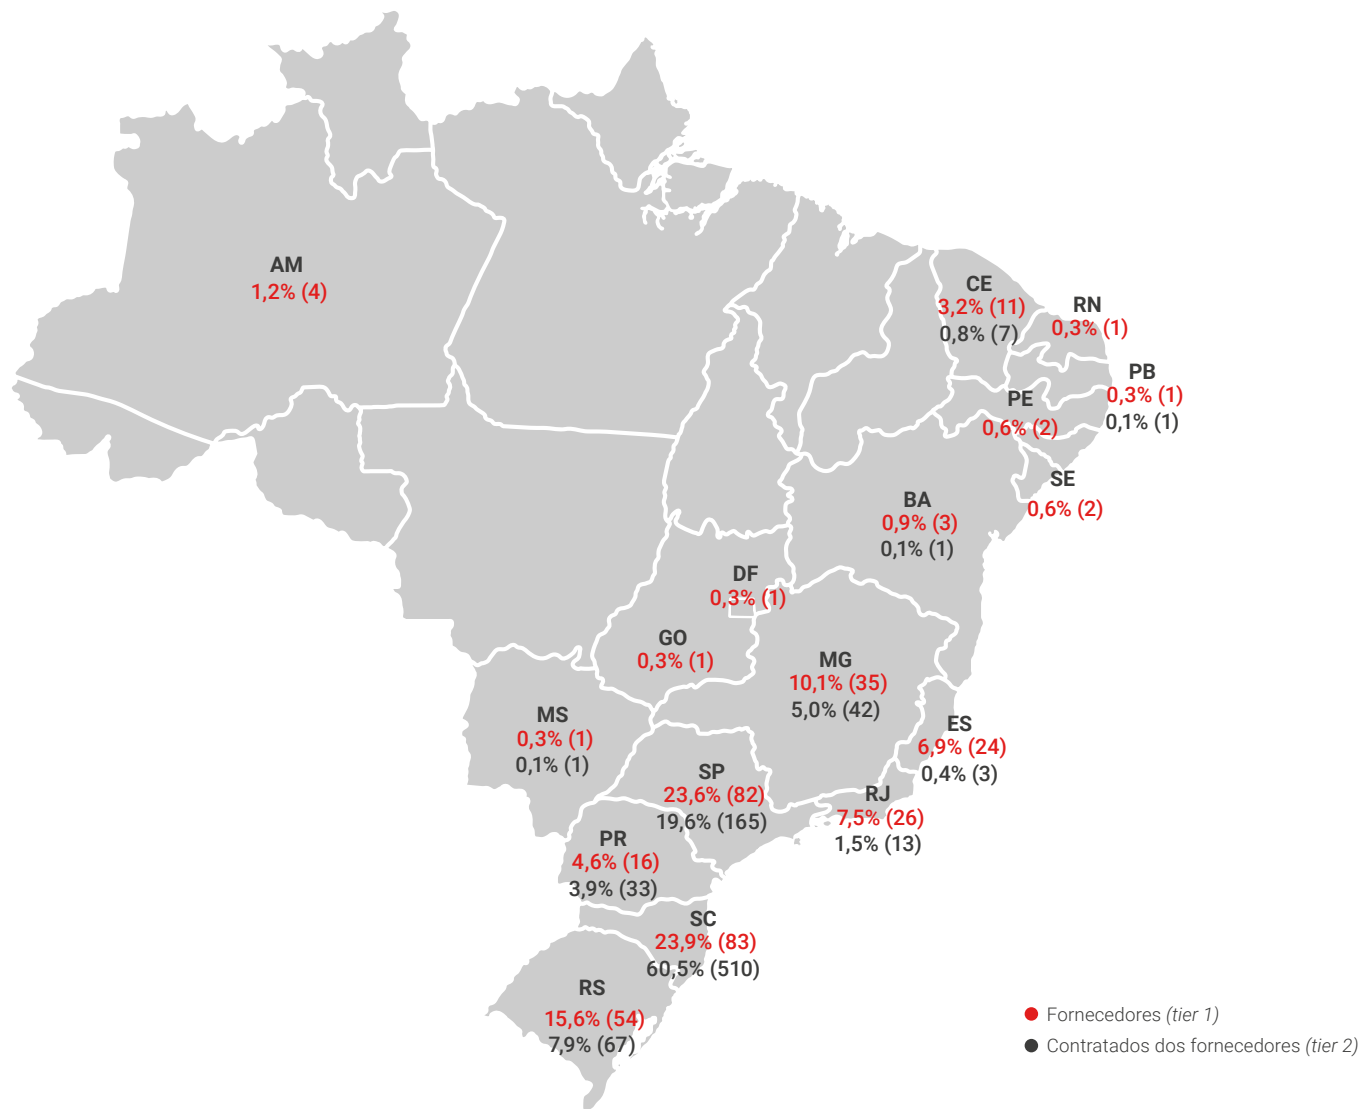 AM
1,2% (4)
CE
3,2% (11)
0,8% (7)
RN
0,3% (1)
PB
0,3% (1)
0,1% (1)
PE
0,6% (2)
SE
0,6% (2)
BA
0,9% (3)
0,1% (1)
DF
0,3% (1)
GO
0,3% (1)
MG
10,1% (35)
5,0% (42)
MS
0,3% (1)
0,1% (1)
ES
6,9% (24)
0,4% (3)
SP
23,6% (82)
19,6% (165)
RJ
7,5% (26)
1,5% (13)
PR
4,6% (16)
3,9% (33)
SC
23,9% (83)
60,5% (510)
RS
15,6% (54)
7,9% (67)
Fornecedores (tier 1)
Contratados dos fornecedores (tier 2)